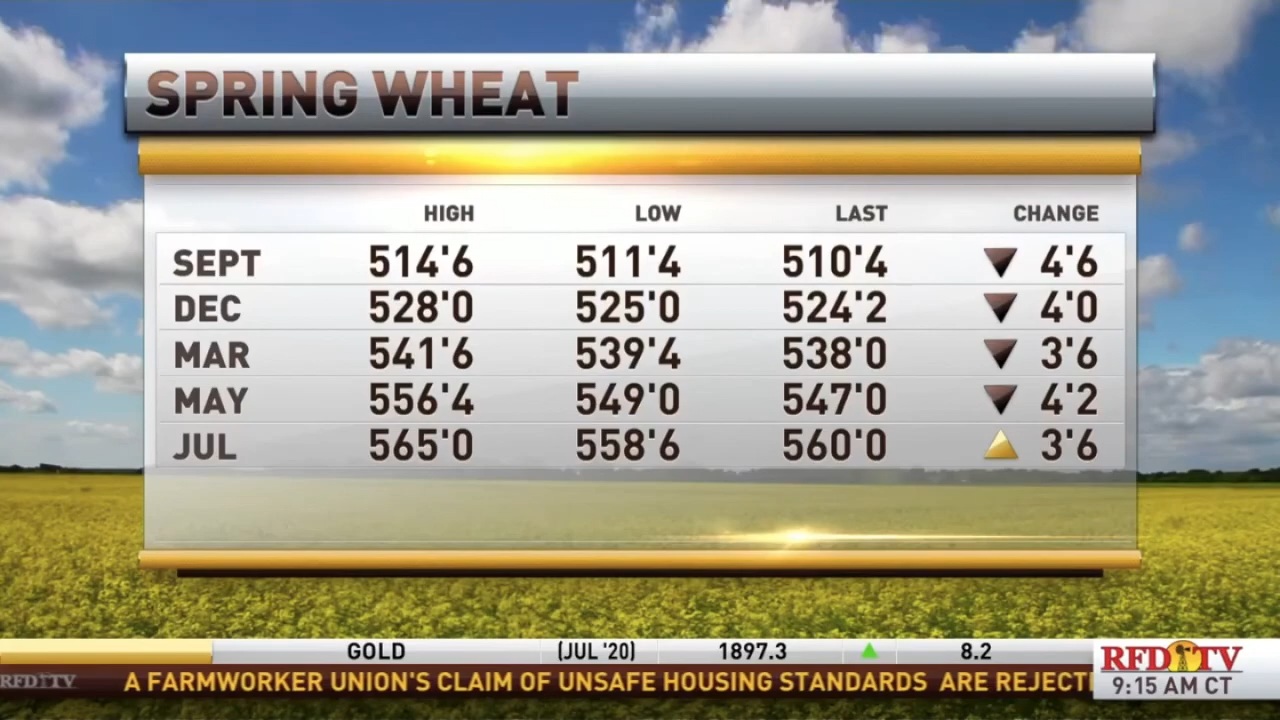 SPRING WHEAT
HIGH LOW LAST CHANGE
SEPT 514'6 511'4 510'4 ▼ 4'6
DEC 528'0 525'0 524'2 ▼ 4'0
MAR 541'6 539'4 538'0 ▼ 3'6
MAY 556'4 549'0 547'0 ▼ 4'2
JUL 565'0 558'6 560'0 ▲ 3'6
GOLD (JUL '20) 1897.3 ▲ 8.2
RFD TV
RFD TV A FARMWORKER UNION'S CLAIM OF UNSAFE HOUSING STANDARDS ARE REJECT
9:15 AM CT